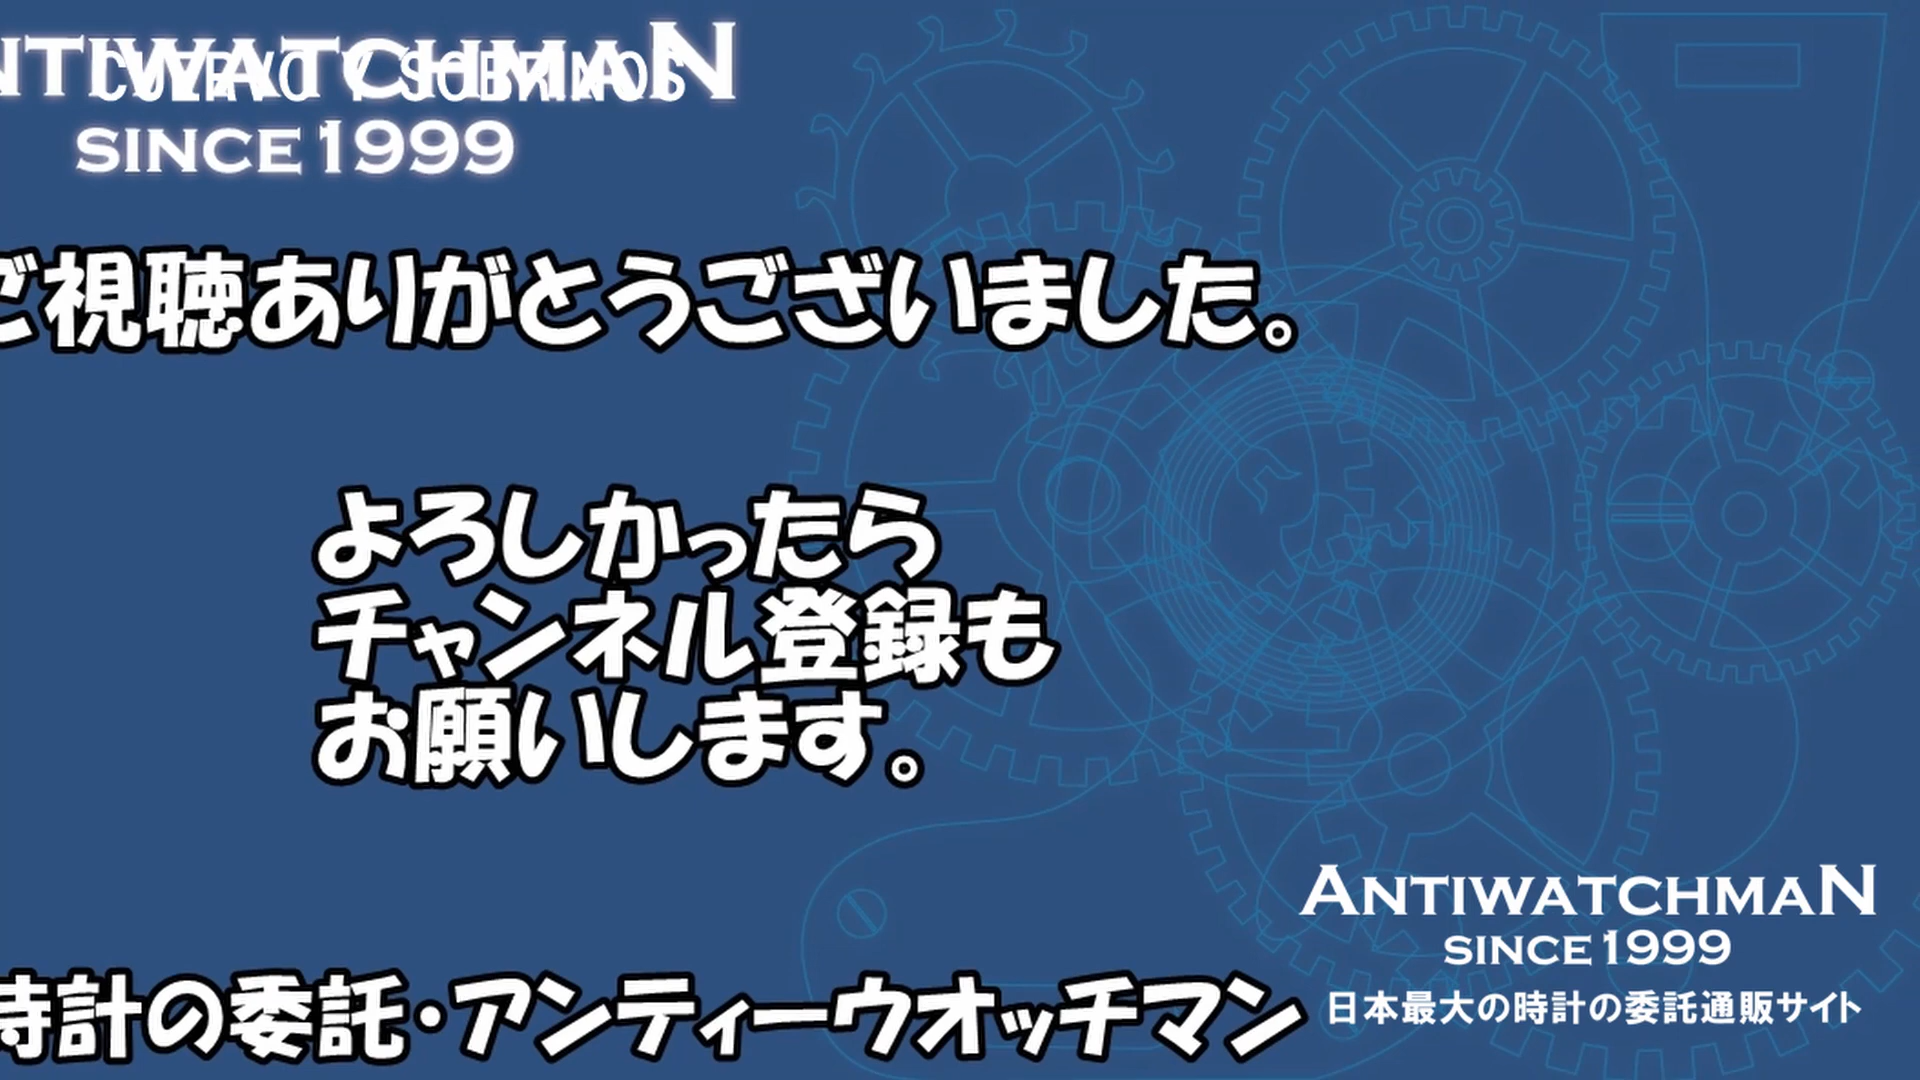 NTIWATCHMAN
CUERVO Y SOBRINOS
SINCE 1999
ご視聴ありがとうございました。
よろしかったら
チャンネル登録も
お願いします。
時計の委託・アンティーウオッチマン
ANTIWATCHMAN
SINCE 1999
日本最大の時計の委託通販サイト